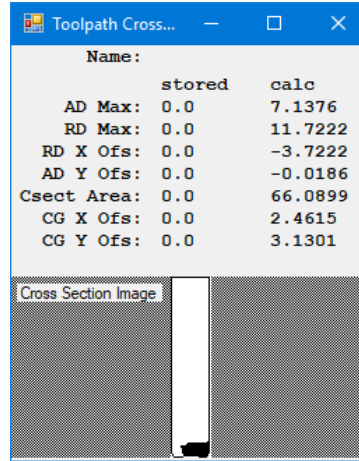 Toolpath Cross...
Name:
stored calc
AD Max: 0.0 7.1376
RD Max: 0.0 11.7222
RD X Ofs: 0.0 -3.7222
AD Y Ofs: 0.0 -0.0186
Csect Area: 0.0 66.0899
CG X Ofs: 0.0 2.4615
CG Y Ofs: 0.0 3.1301
Cross Section Image